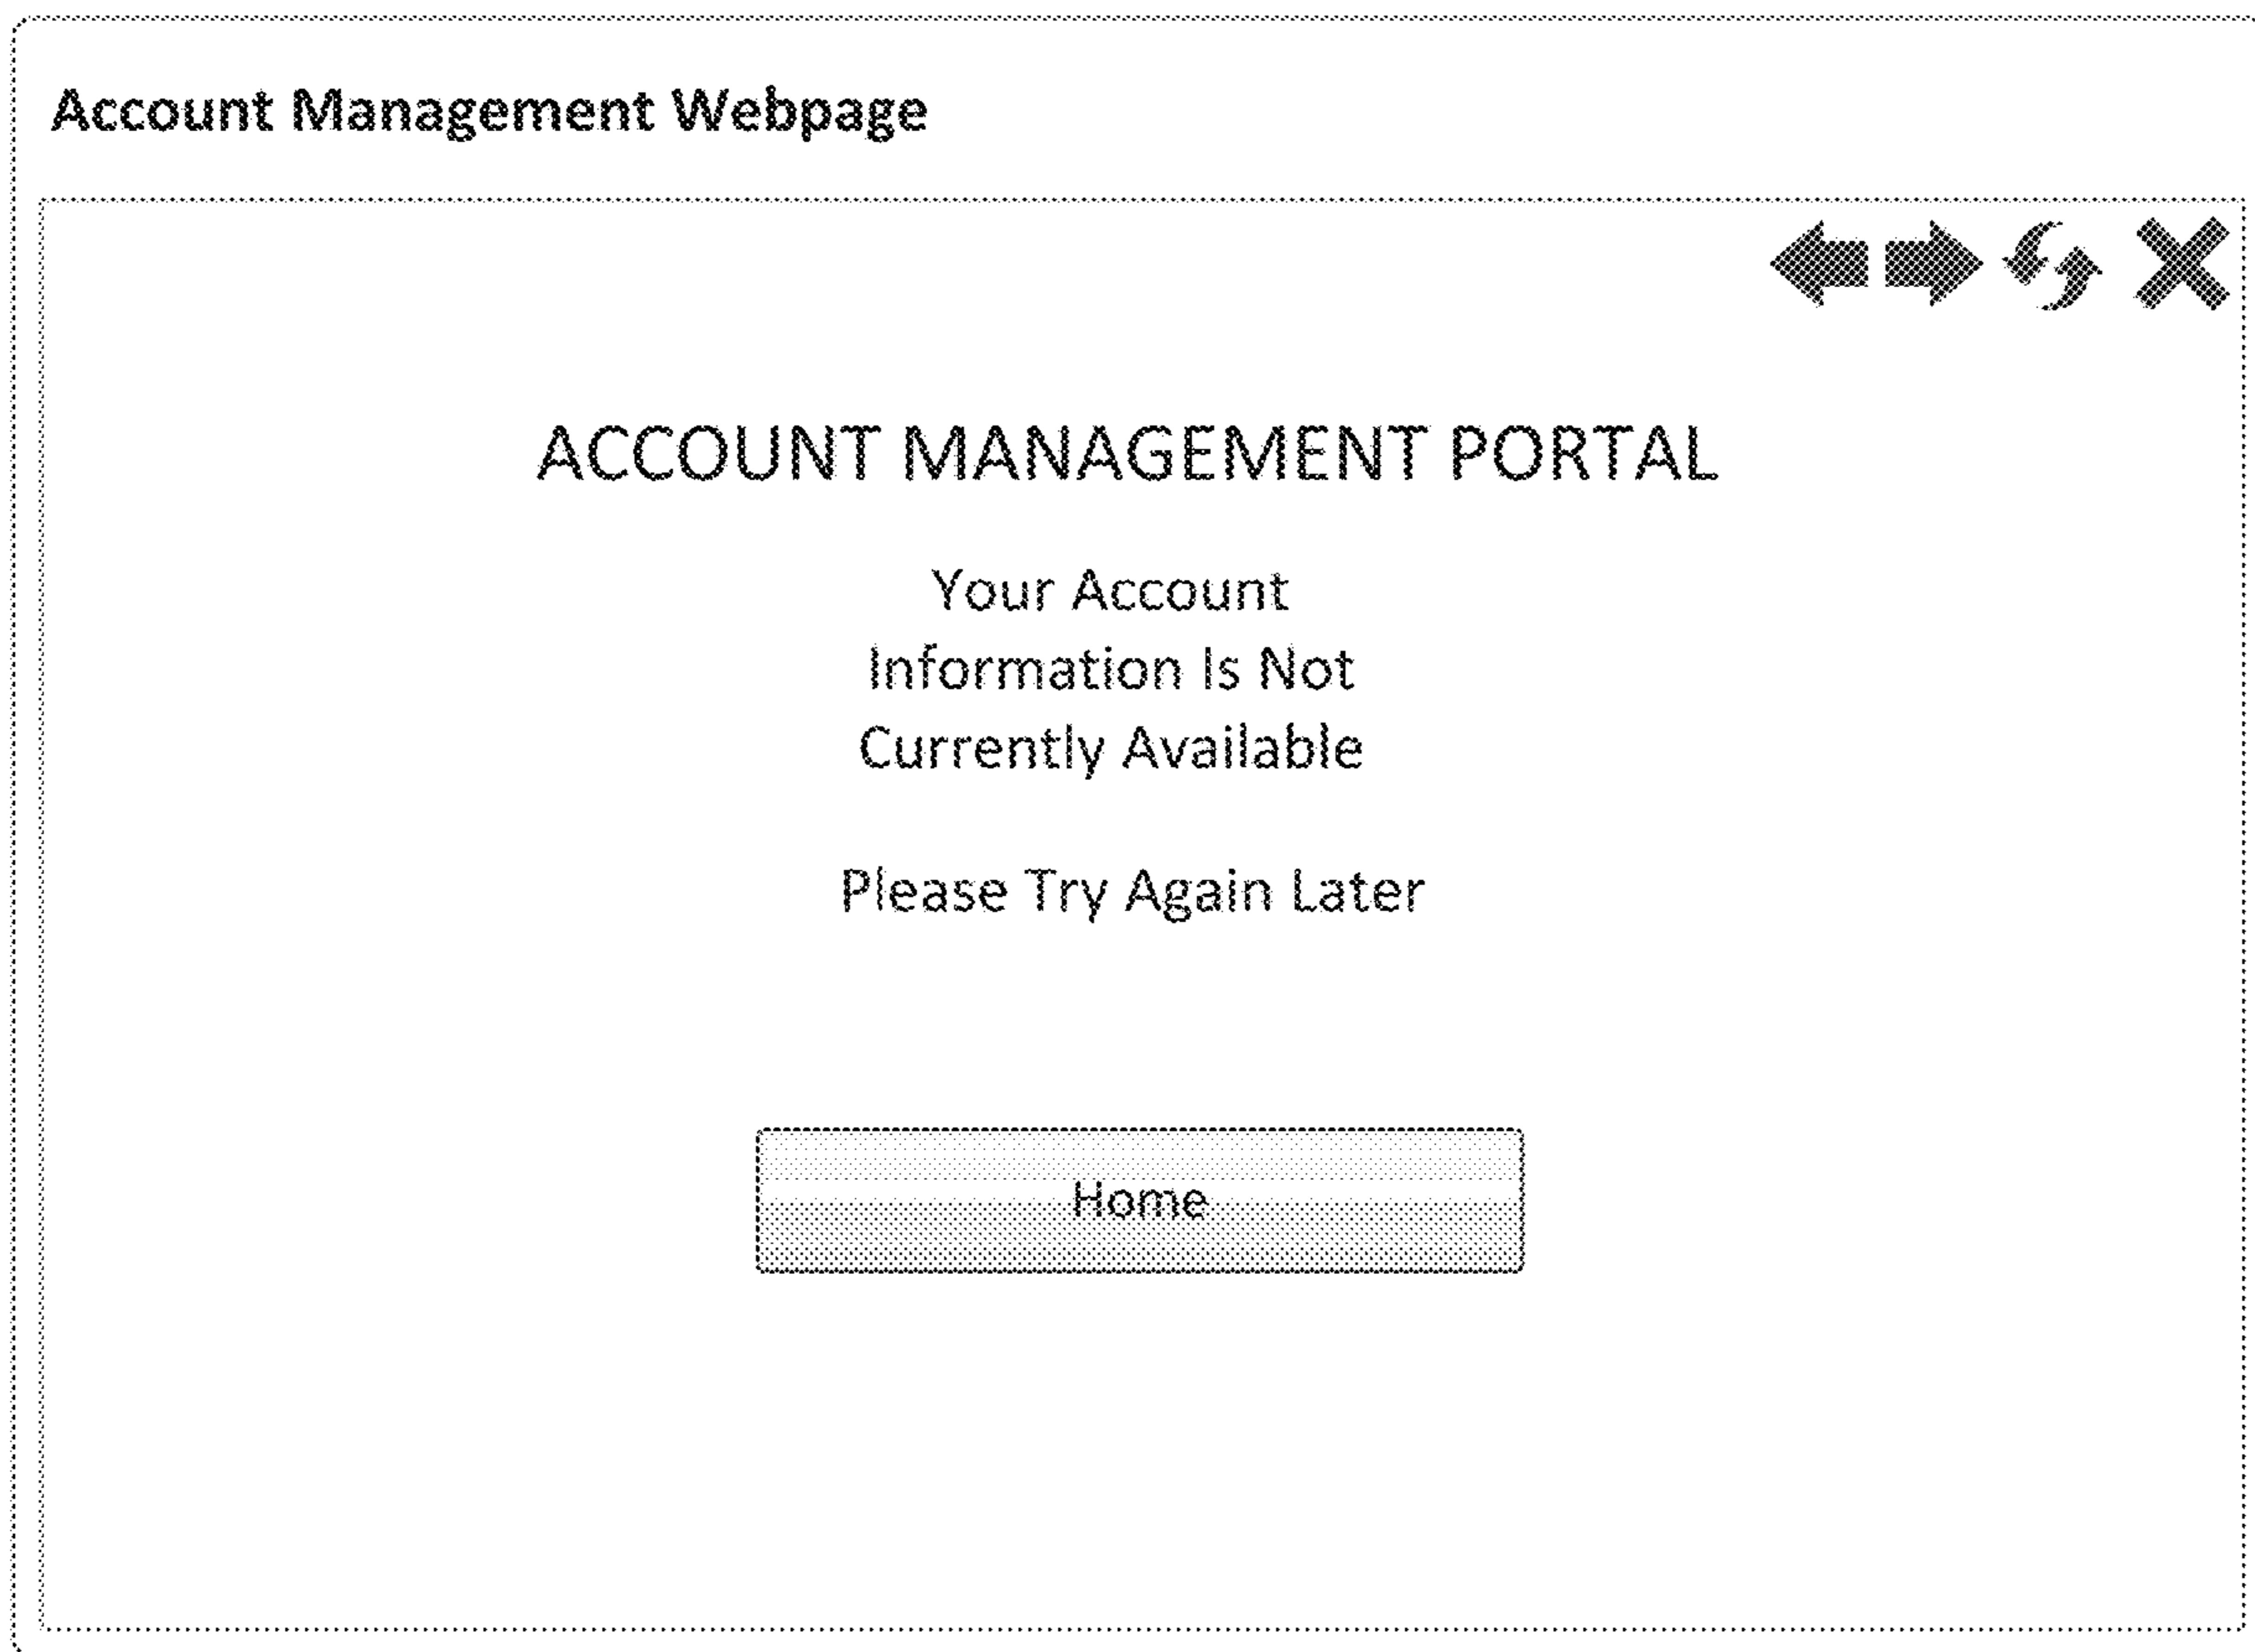 Account Management Webpage
ACCOUNT MANAGEMENT PORTAL
Your Account
Information Is Not
Currently Available
Please Try Again Later
Home